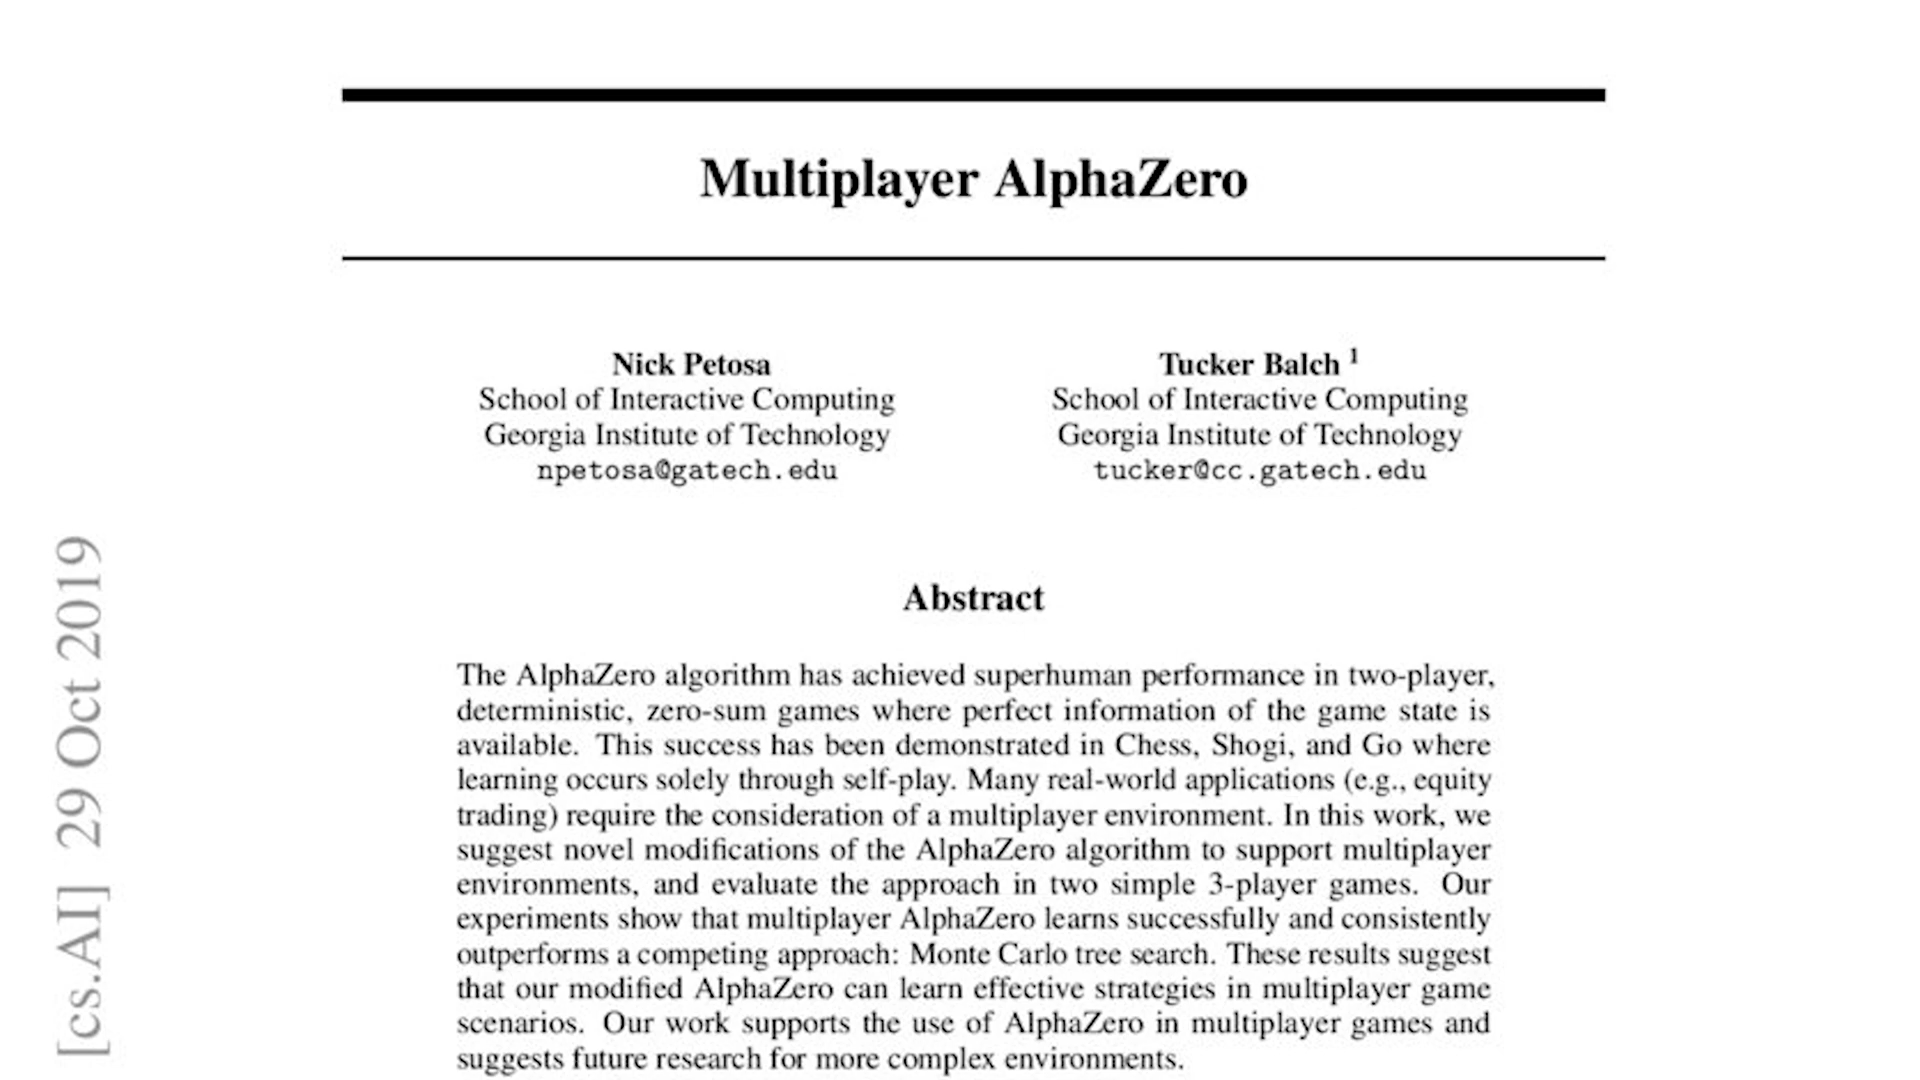 Multiplayer AlphaZero
Nick Petosa
School of Interactive Computing
Georgia Institute of Technology
npetosa@gatech.edu
Tucker Balch 1
School of Interactive Computing
Georgia Institute of Technology
tucker@cc.gatech.edu
Abstract
The AlphaZero algorithm has achieved superhuman performance in two-player,
deterministic, zero-sum games where perfect information of the game state is
available. This success has been demonstrated in Chess, Shogi, and Go where
learning occurs solely through self-play. Many real-world applications (e.g., equity
trading) require the consideration of a multiplayer environment. In this work, we
suggest novel modifications of the AlphaZero algorithm to support multiplayer
environments, and evaluate the approach in two simple 3-player games. Our
experiments show that multiplayer AlphaZero learns successfully and consistently
outperforms a competing approach: Monte Carlo tree search. These results suggest
that our modified AlphaZero can learn effective strategies in multiplayer game
scenarios. Our work supports the use of AlphaZero in multiplayer games and
suggests future research for more complex environments.
[cs.AI] 29 Oct 2019